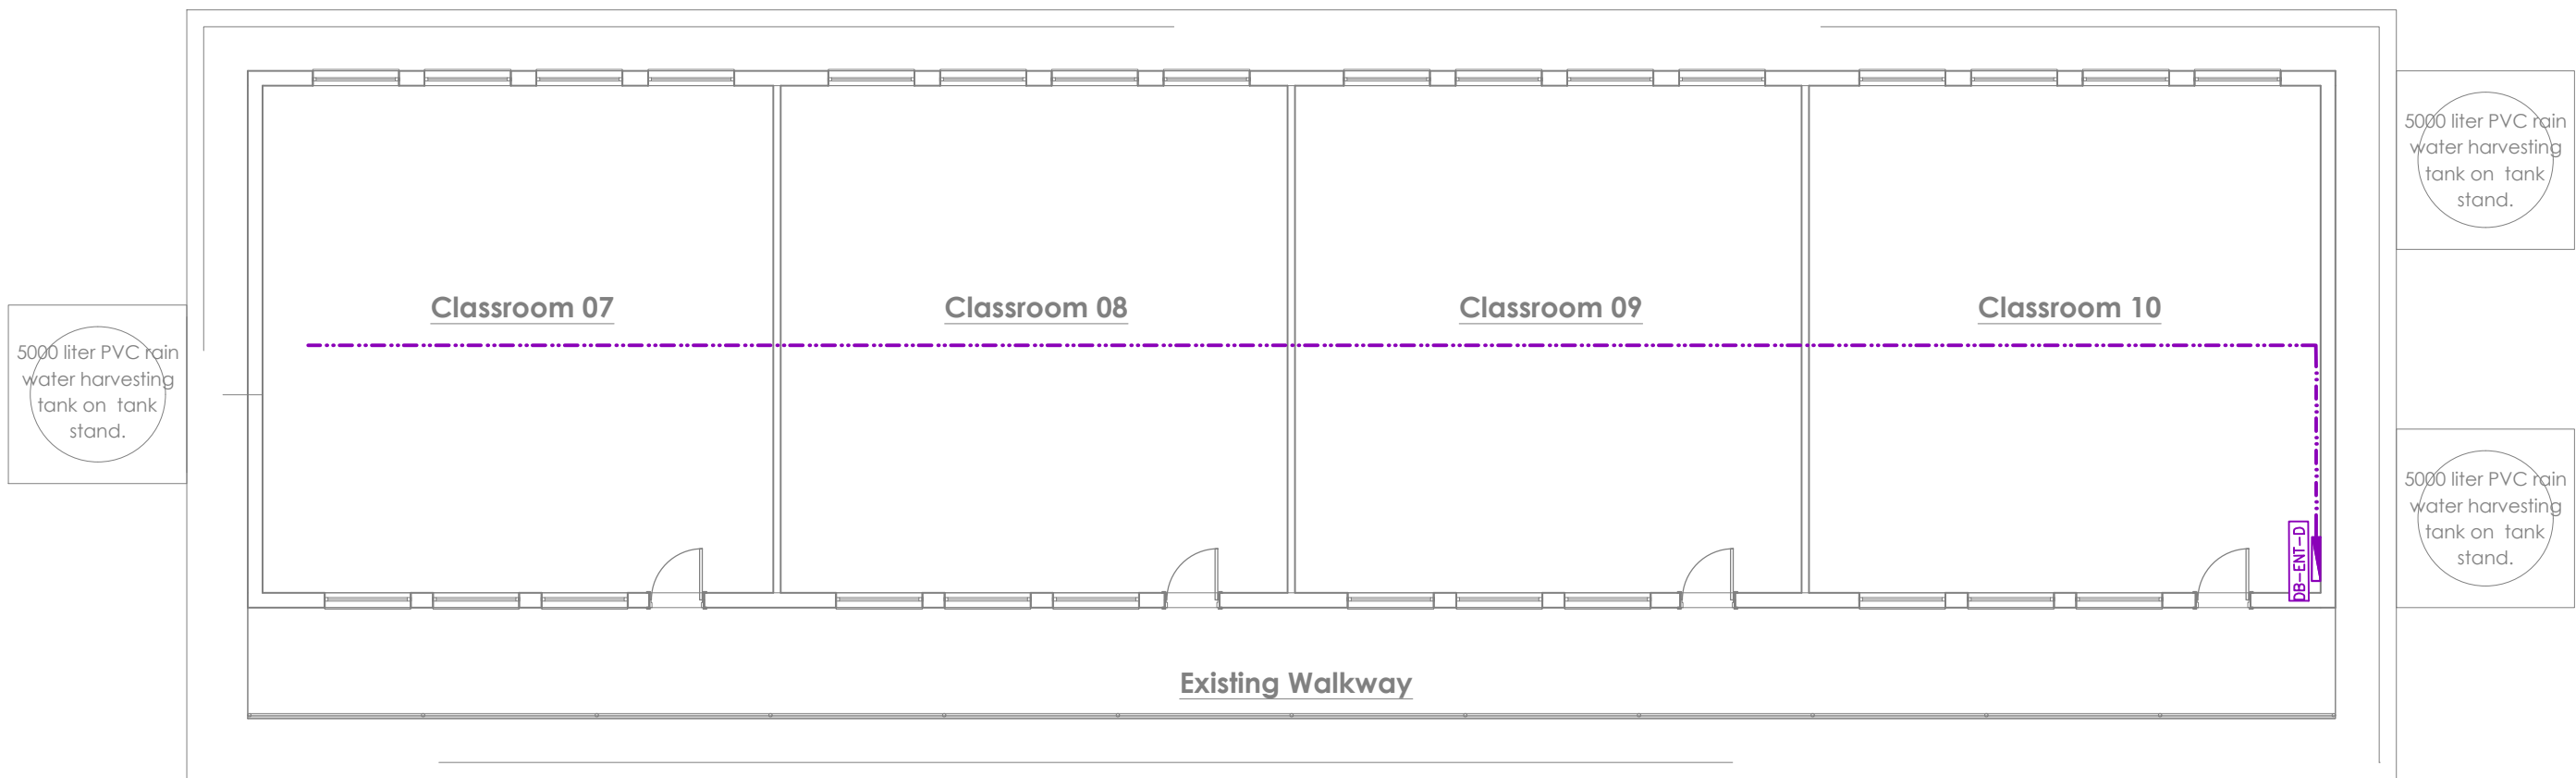 5000 liter PVC rain
water harvesting
tank on tank
stand.
Classroom 07
Classroom 08
Classroom 09
Classroom 10
5000 liter PVC rain
water harvesting
tank on tank
stand.
5000 liter PVC rain
water harvesting
tank on tank
stand.
DB-ENT-D
Existing Walkway